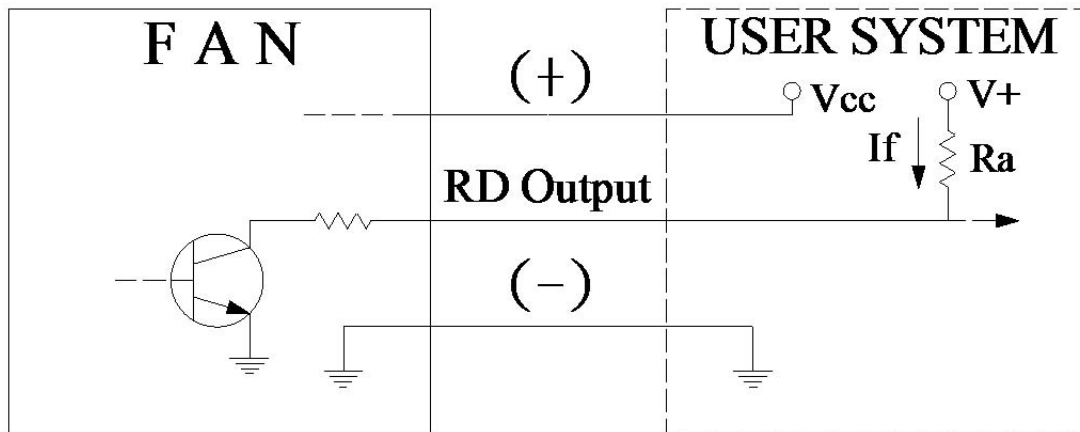 F A N
USER SYSTEM
(+)
Vcc
V+
If
Ra
RD Output
(−)